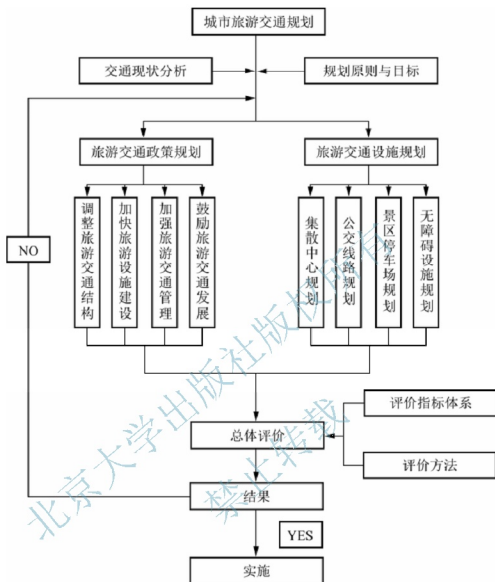 城市旅游交通规划
交通现状分析
规划原则与目标
旅游交通政策规划
旅游交通设施规划
调整旅游交通结构
加快旅游设施建设
加强旅游交通管理
鼓励旅游交通发展
集散中心规划
公交线路规划
景区停车场规划
无障碍设施规划
NO
评价指标体系
总体评价
评价方法
结果
YES
实施
北京大学出版社版权所有
禁止转载